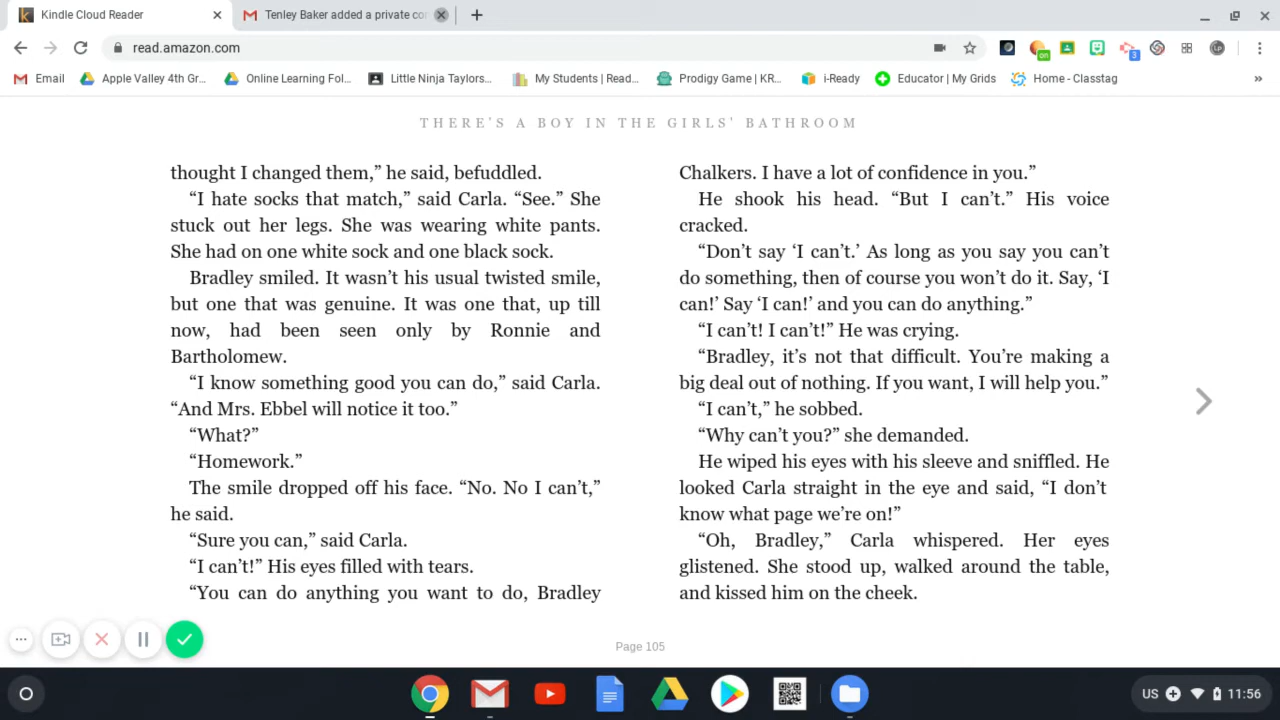 Kindle Cloud Reader
Tenley Baker added a private cor
read.amazon.com
on
3
LP
Email
Apple Valley 4th Gr...
Online Learning Fol...
Little Ninja Taylors...
My Students | Read...
Prodigy Game | KR...
i-Ready
Educator | My Grids
Home - Classtag
»
THERE'S A BOY IN THE GIRLS' BATHROOM
thought I changed them,” he said, befuddled.
“I hate socks that match,” said Carla. “See.” She
stuck out her legs. She was wearing white pants.
She had on one white sock and one black sock.
Bradley smiled. It wasn’t his usual twisted smile,
but one that was genuine. It was one that, up till
now, had been seen only by Ronnie and
Bartholomew.
“I know something good you can do,” said Carla.
“And Mrs. Ebbel will notice it too.”
“What?”
“Homework.”
The smile dropped off his face. “No. No I can’t,”
he said.
“Sure you can,” said Carla.
“I can’t!” His eyes filled with tears.
“You can do anything you want to do, Bradley
Chalkers. I have a lot of confidence in you.”
He shook his head. “But I can’t.” His voice
cracked.
“Don’t say ‘I can’t.’ As long as you say you can’t
do something, then of course you won’t do it. Say, ‘I
can!’ Say ‘I can!’ and you can do anything.”
“I can’t! I can’t!” He was crying.
“Bradley, it’s not that difficult. You’re making a
big deal out of nothing. If you want, I will help you.”
“I can’t,” he sobbed.
“Why can’t you?” she demanded.
He wiped his eyes with his sleeve and sniffled. He
looked Carla straight in the eye and said, “I don’t
know what page we’re on!”
“Oh, Bradley,” Carla whispered. Her eyes
glistened. She stood up, walked around the table,
and kissed him on the cheek.
Page 105
US
11:56